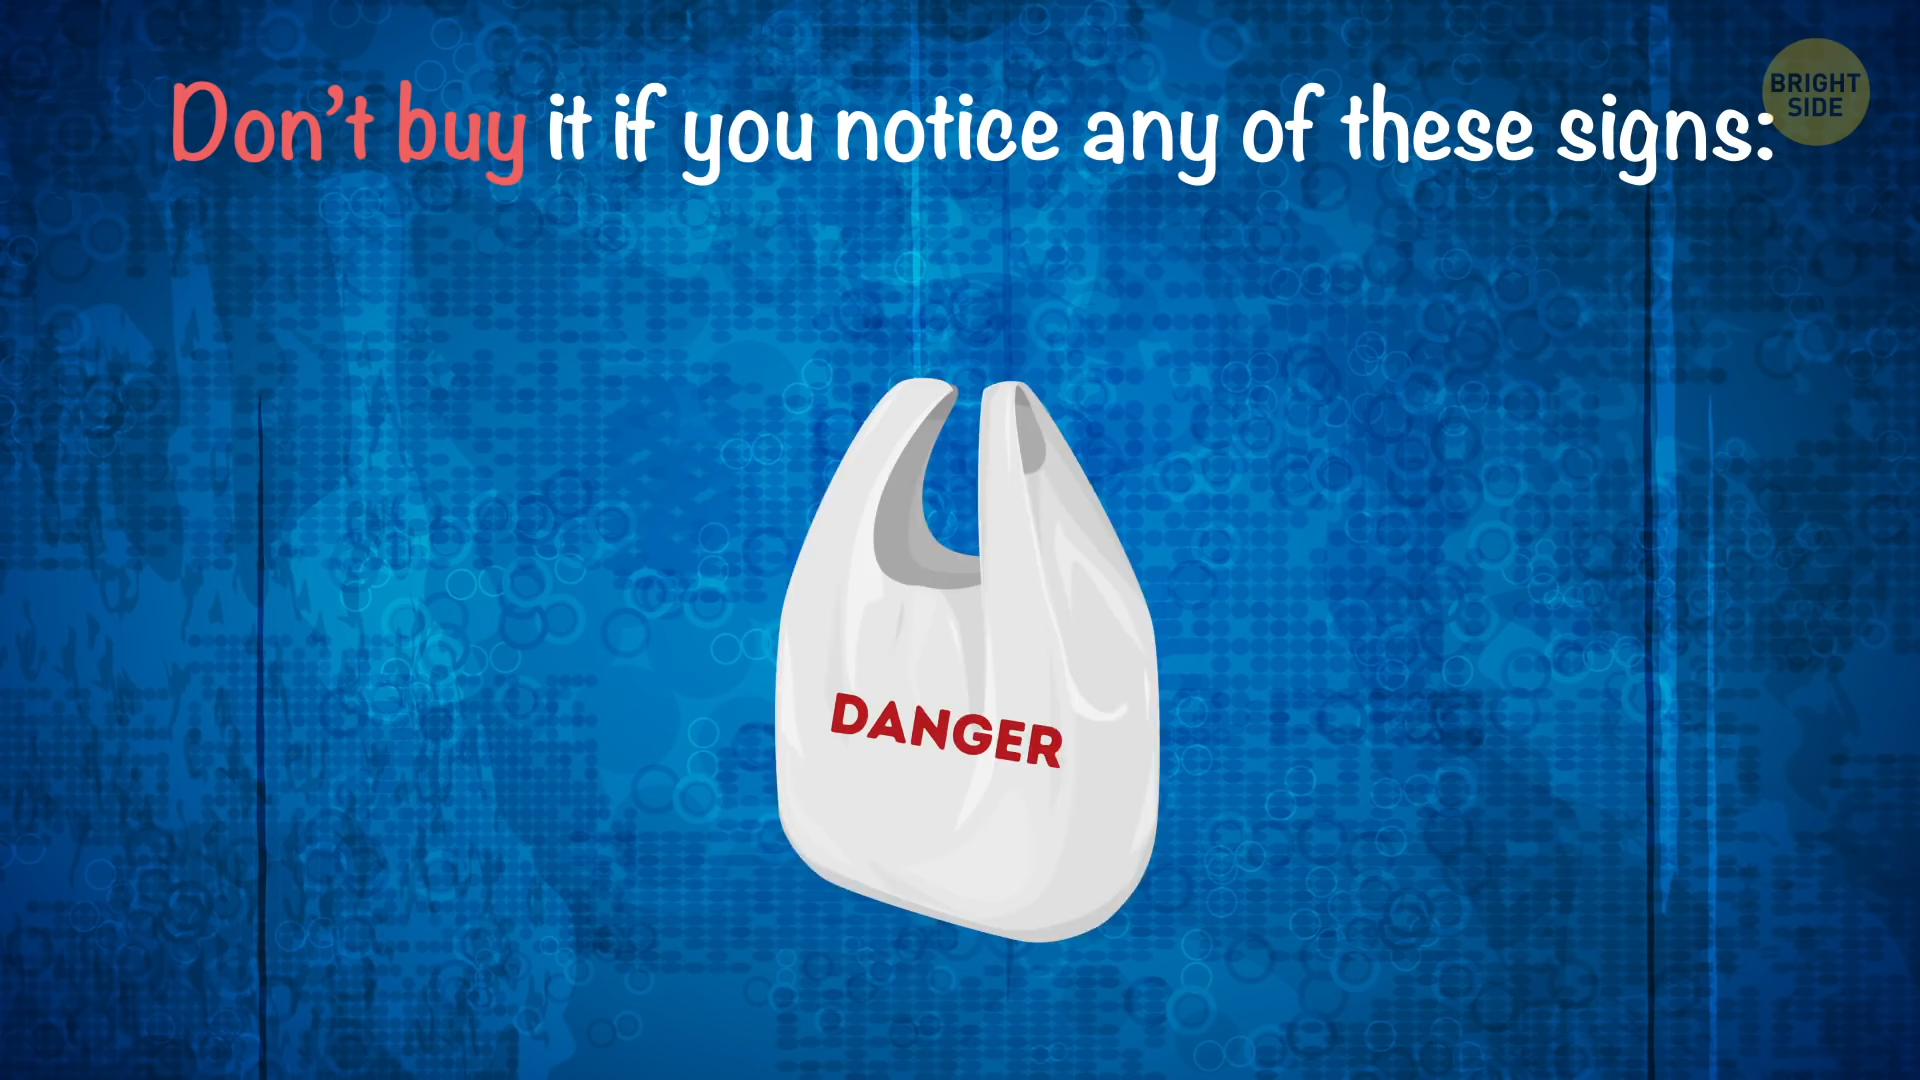 Don't buy it if you notice any of these signs:
BRIGHT
SIDE
DANGER